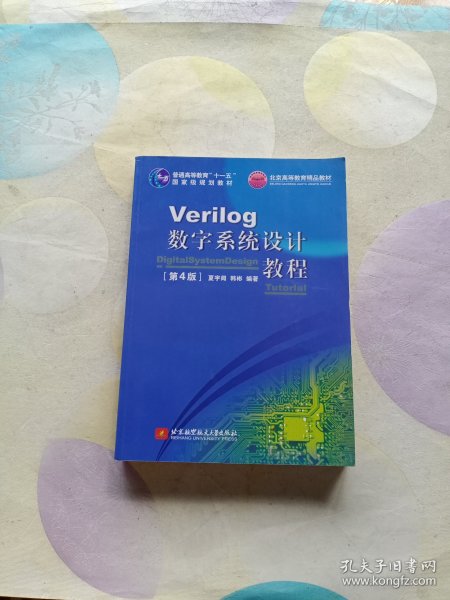 普通高等教育“十一五”
国家级规划教材
北京高等教育精品教材
Verilog
数字系统设计
DigitalSystemDesign
教程
[第4版] 夏宇闻 韩彬 编著
Tutorial
北京航空航天大学出版社
BEIHANG UNIVERSITY PRESS
孔夫子旧书网
www.kongfz.com